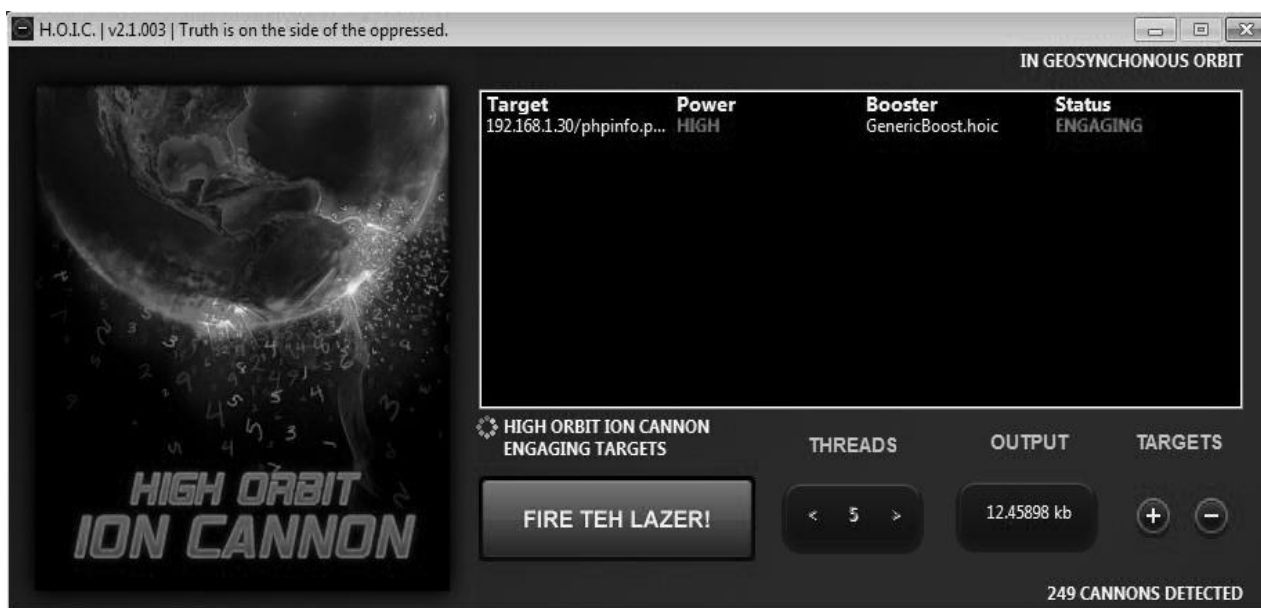 H.O.I.C. | v2.1.003 | Truth is on the side of the oppressed.
IN GEOSYNCHONOUS ORBIT
Target Power Booster Status
192.168.1.30/phpinfo.p... HIGH GenericBoost.hoic ENGAGING
HIGH ORBIT ION CANNON
ENGAGING TARGETS
THREADS OUTPUT TARGETS
FIRE TEH LAZER!
< 5 >
12.45898 kb
+ -
HIGH ORBIT
ION CANNON
249 CANNONS DETECTED